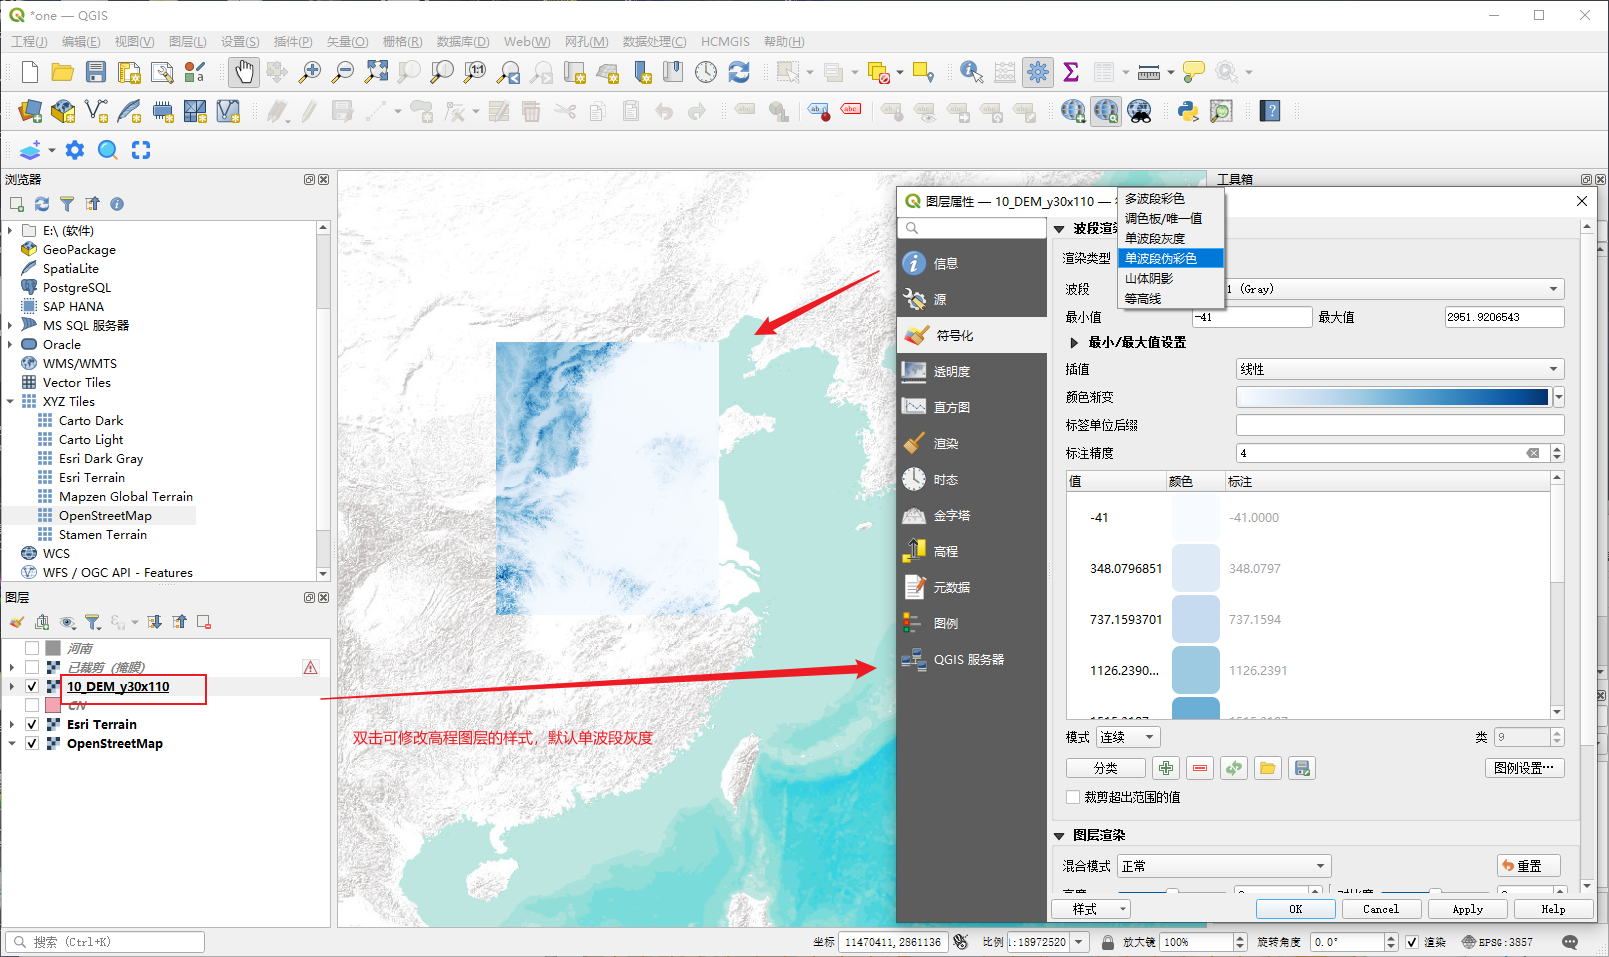 *one — QGIS
工程(J) 编辑(E) 视图(V) 图层(L) 设置(S) 插件(P) 矢量(O) 栅格(R) 数据库(D) Web(W) 网孔(M) 数据处理(C) HCMGIS 帮助(H)
浏览器
E:\ (软件)
GeoPackage
SpatiaLite
PostgreSQL
SAP HANA
MS SQL 服务器
Oracle
WMS/WMTS
Vector Tiles
XYZ Tiles
Carto Dark
Carto Light
Esri Dark Gray
Esri Terrain
Mapzen Global Terrain
OpenStreetMap
Stamen Terrain
WCS
WFS / OGC API - Features
图层
河南
已裁剪 (掩膜)
10_DEM_y30x110
CN
Esri Terrain
OpenStreetMap
双击可修改高程图层的样式，默认单波段灰度
工具箱
图层属性 — 10_DEM_y30x110 —
信息
源
符号化
透明度
直方图
渲染
时态
金字塔
高程
元数据
图例
QGIS 服务器
多波段彩色
调色板/唯一值
单波段灰度
单波段伪彩色
山体阴影
等高线
波段渲
渲染类型
波段 1 (Gray)
最小值 -41 最大值 2951.9206543
最小/最大值设置
插值 线性
颜色渐变
标签单位后缀
标注精度 4
值 颜色 标注
-41 -41.0000
348.0796851 348.0797
737.1593701 737.1594
1126.2390... 1126.2391
模式 连续 类 9
分类 图例设置…
裁剪超出范围的值
图层渲染
混合模式 正常 重置
样式 OK Cancel Apply Help
搜索 (Ctrl+K) 坐标 11470411,2861136 比例 1:18972520 放大镜 100% 旋转角度 0.0° 渲染 EPSG:3857